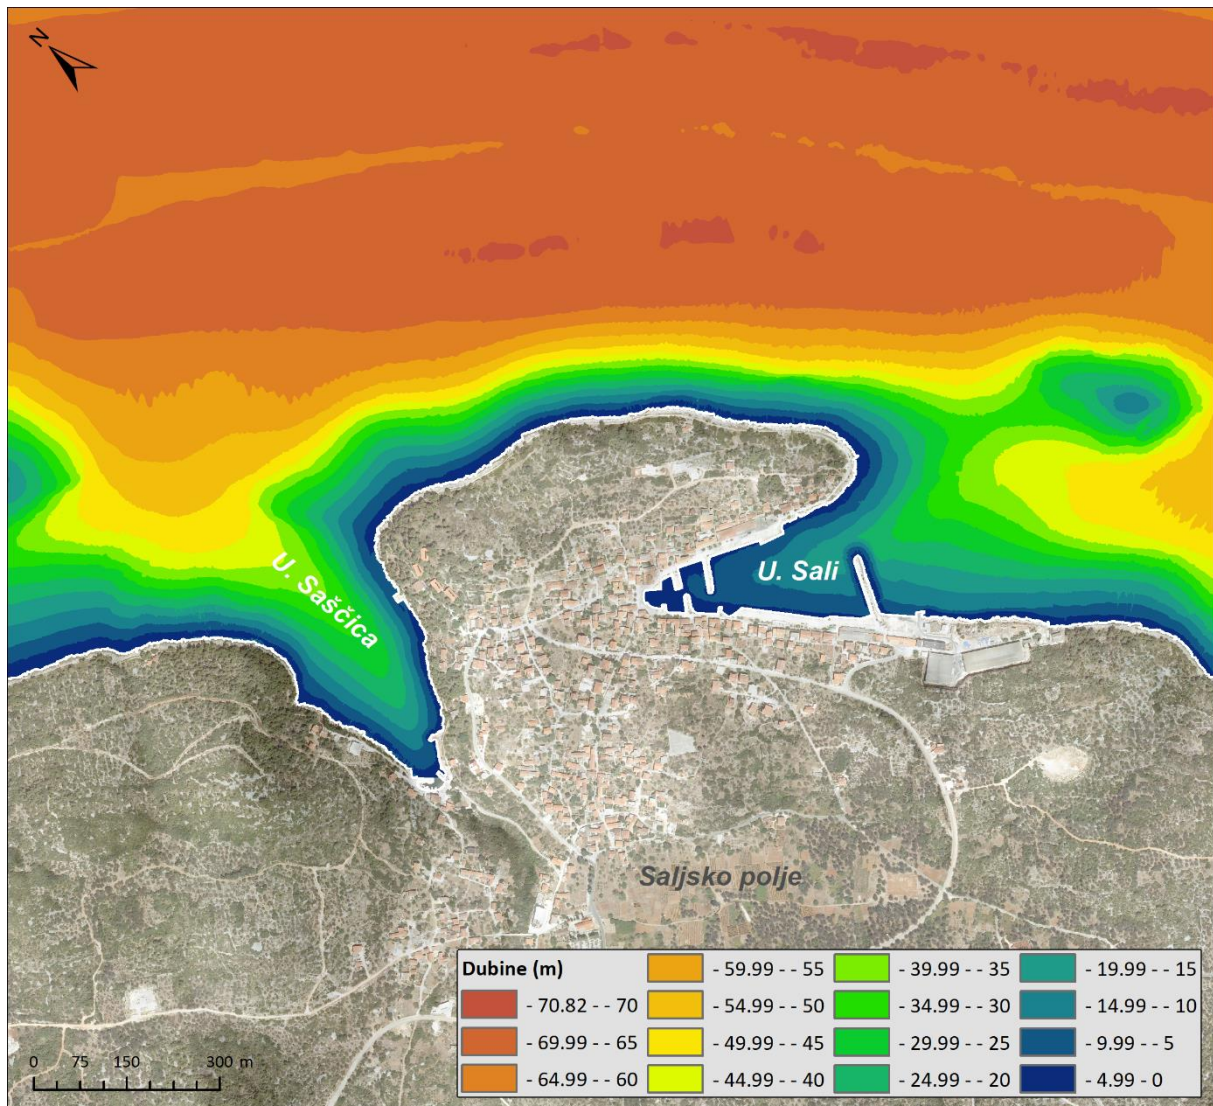 N
U. Sali
U. Saščica
Saljsko polje
Dubine (m)
- 70.82 - - 70
- 69.99 - - 65
- 64.99 - - 60
- 59.99 - - 55
- 54.99 - - 50
- 49.99 - - 45
- 44.99 - - 40
- 39.99 - - 35
- 34.99 - - 30
- 29.99 - - 25
- 24.99 - - 20
- 19.99 - - 15
- 14.99 - - 10
- 9.99 - - 5
- 4.99 - 0
0 75 150 300 m